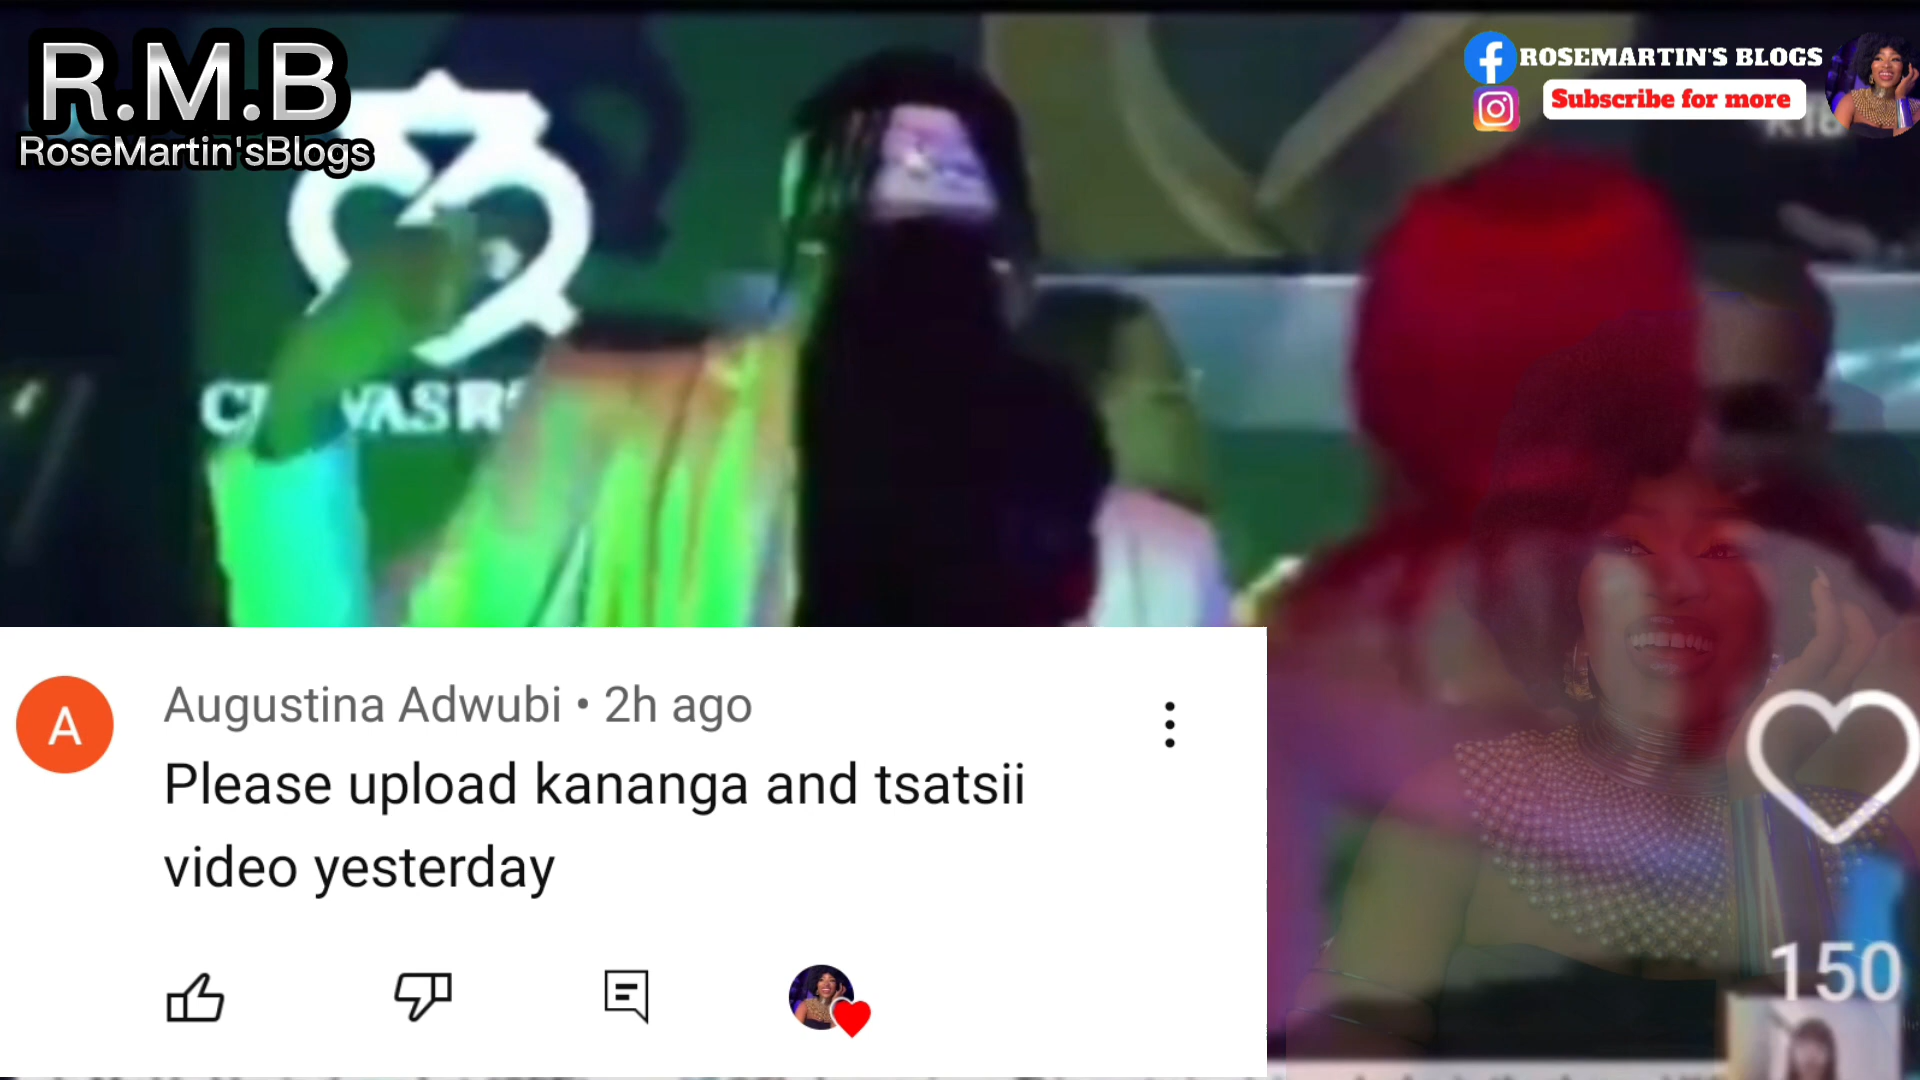 R.M.B
RoseMartin'sBlogs
ROSEMARTIN'S BLOGS
Subscribe for more
A
Augustina Adwubi • 2h ago
Please upload kananga and tsatsii
video yesterday
150